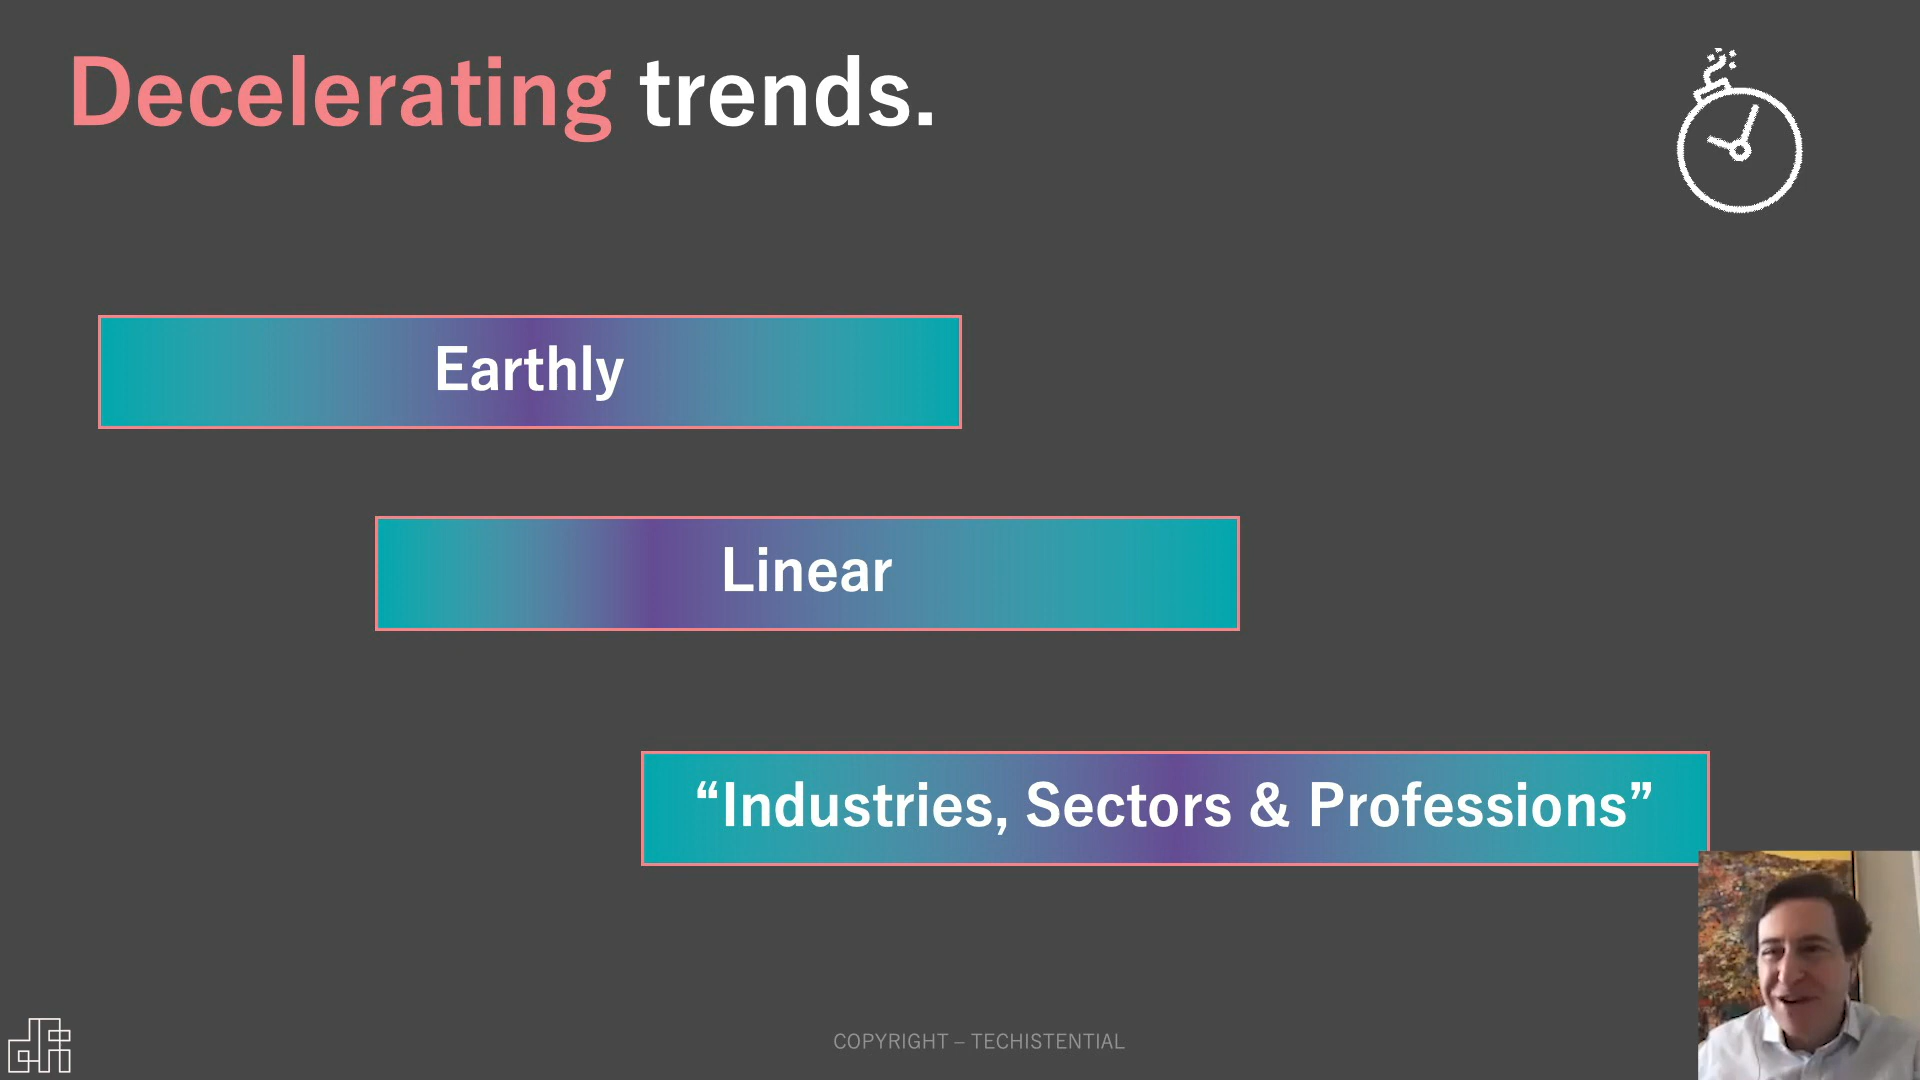 Decelerating trends.
Earthly
Linear
“Industries, Sectors & Professions”
COPYRIGHT – TECHISTENTIAL